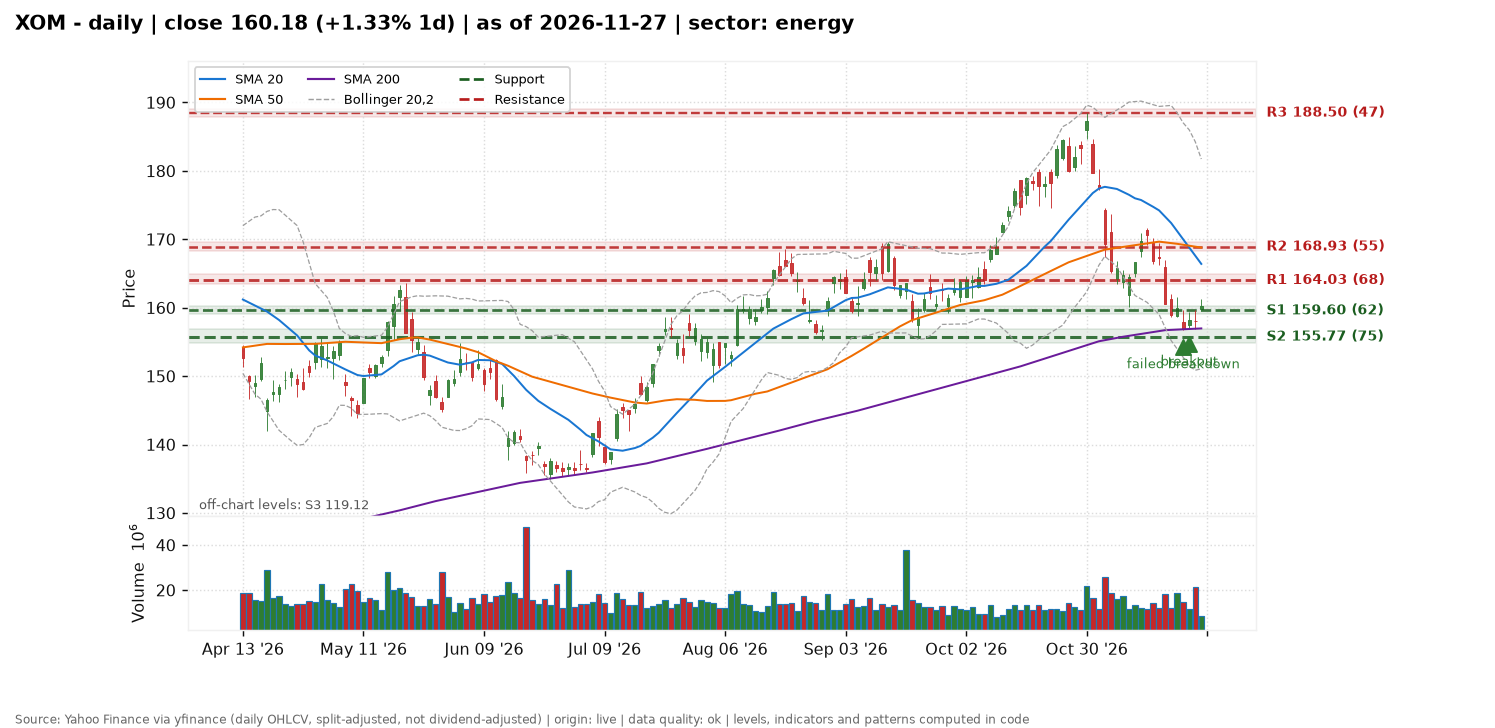 XOM - daily | close 160.18 (+1.33% 1d) | as of 2026-11-27 | sector: energy
SMA 20
SMA 50
SMA 200
Bollinger 20,2
Support
Resistance
Price
190
180
170
160
150
140
130
R3 188.50 (47)
R2 168.93 (55)
R1 164.03 (68)
S1 159.60 (62)
S2 155.77 (75)
failed breakdown
off-chart levels: S3 119.12
Volume 10⁶
40
20
Apr 13 '26
May 11 '26
Jun 09 '26
Jul 09 '26
Aug 06 '26
Sep 03 '26
Oct 02 '26
Oct 30 '26
Source: Yahoo Finance via yfinance (daily OHLCV, split-adjusted, not dividend-adjusted) | origin: live | data quality: ok | levels, indicators and patterns computed in code